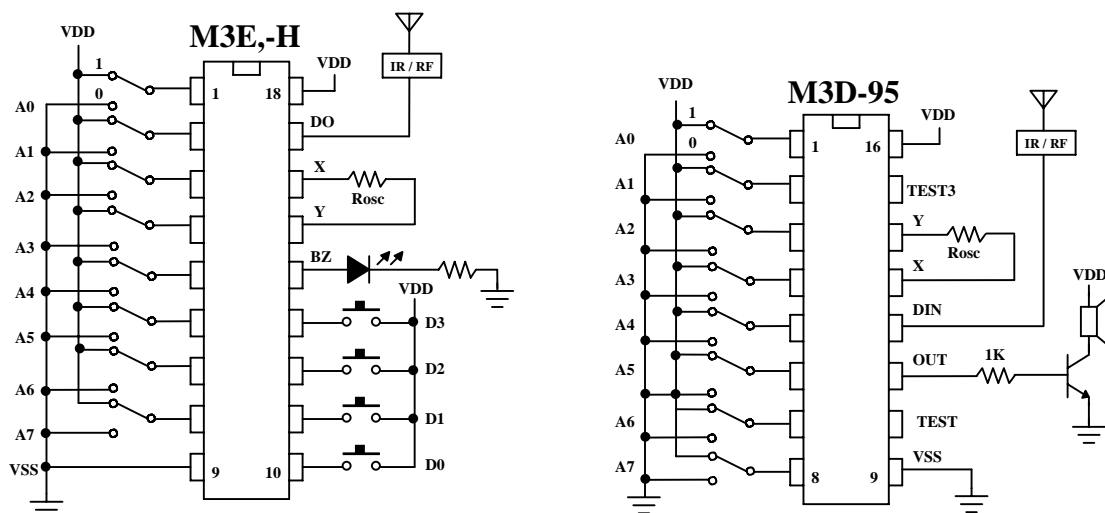 VDD
M3E,-H
IR / RF
1
0
1
18
VDD
A0
DO
A1
X
A2
Rosc
Y
A3
BZ
A4
VDD
D3
A5
D2
A6
D1
A7
VSS
9
10
D0
VDD
M3D-95
IR / RF
1
A0
0
1
16
VDD
A1
TEST3
A2
Y
Rosc
A3
X
VDD
A4
DIN
A5
OUT
1K
A6
TEST
A7
VSS
8
9